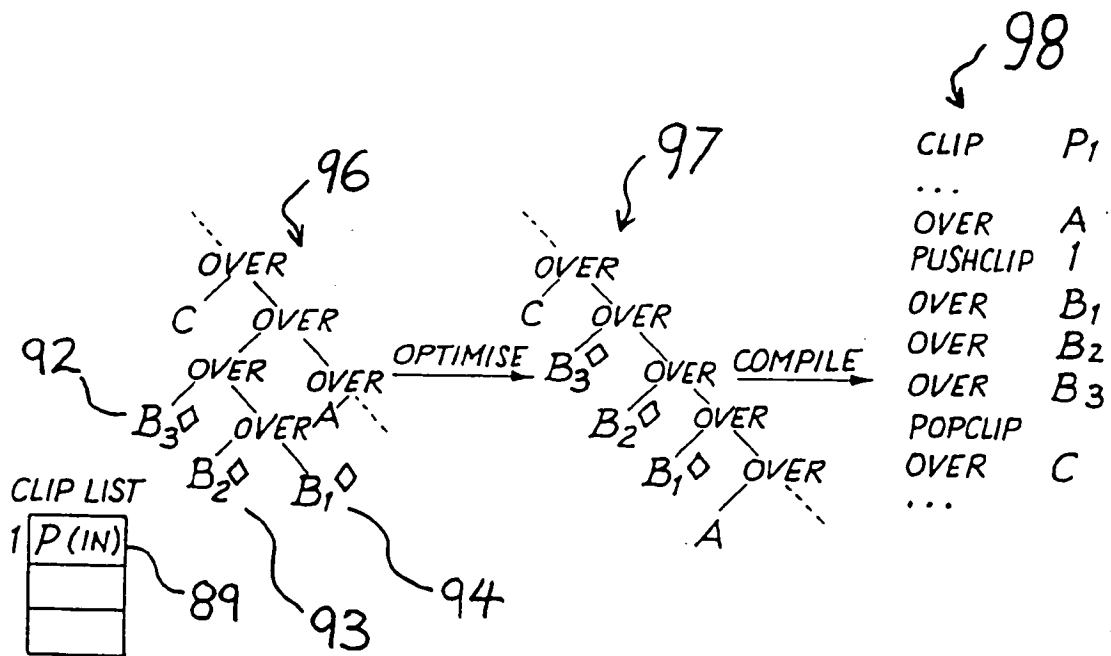 96
OVER
C OVER
OVER OVER
A
92
B3◇ OVER
B2◇ B1◇
CLIP LIST
1 P (IN)
89
93
94
OPTIMISE
97
OVER
C OVER
B3◇ OVER
B2◇ OVER
B1◇ OVER
A
COMPILE
98
CLIP P1
...
OVER A
PUSHCLIP 1
OVER B1
OVER B2
OVER B3
POPCLIP
OVER C
...